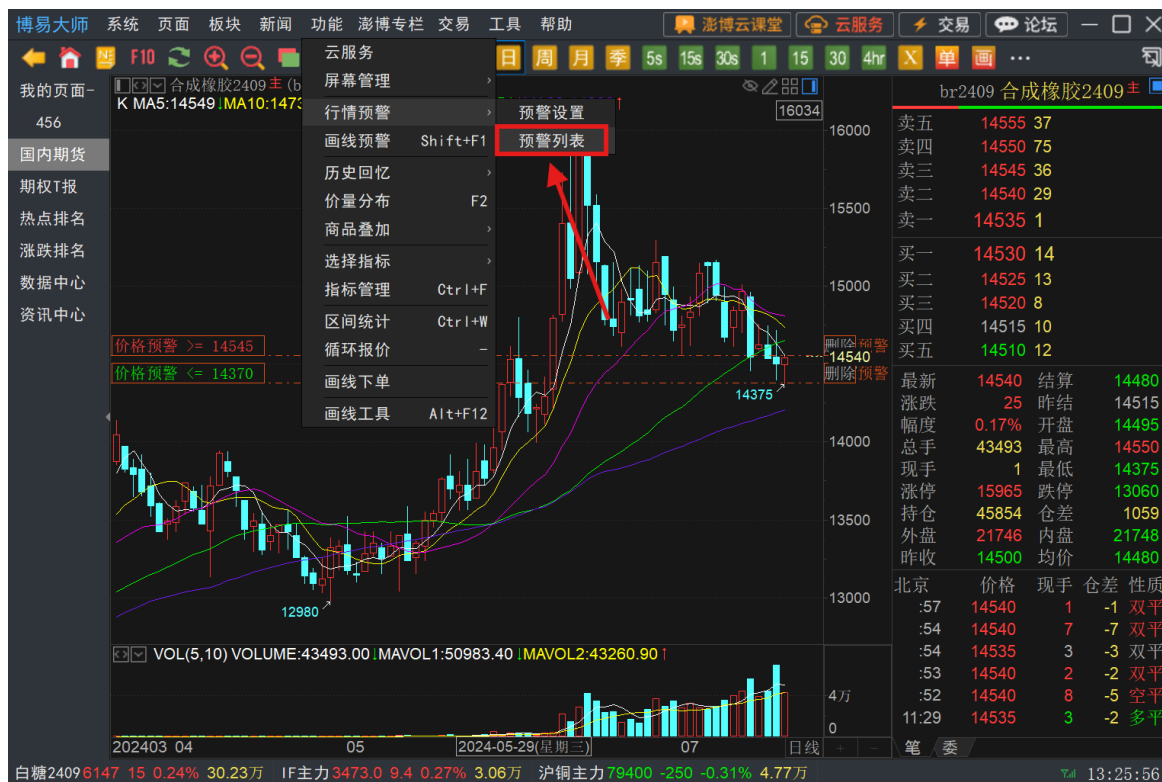 博易大师 系统 页面 板块 新闻 功能 澎博专栏 交易 工具 帮助 澎博云课堂 云服务 交易 论坛
F10 日 周 月 季 5s 15s 30s 1 15 30 4hr X 单 画 ...
我的页面-
456
国内期货
期权T报
热点排名
涨跌排名
数据中心
资讯中心
合成橡胶2409主 (b
K MA5:14549↓MA10:1473
云服务
屏幕管理
行情预警
画线预警 Shift+F1
历史回忆
价量分布 F2
商品叠加
选择指标
指标管理 Ctrl+F
区间统计 Ctrl+W
循环报价 -
画线下单
画线工具 Alt+F12
预警设置
预警列表
16034
16000
15500
15000
14540
14000
13500
13000
价格预警 >= 14545
删除预警
价格预警 <= 14370
删除预警
14375
12980
VOL(5,10) VOLUME:43493.00↓MAVOL1:50983.40↓MAVOL2:43260.90↑
4万
0
202403 04 05 2024-05-29(星期三) 07 日线 + -
br2409 合成橡胶2409主
卖五 14555 37
卖四 14550 75
卖三 14545 36
卖二 14540 29
卖一 14535 1
买一 14530 14
买二 14525 13
买三 14520 8
买四 14515 10
买五 14510 12
最新 14540 结算 14480
涨跌 25 昨结 14515
幅度 0.17% 开盘 14495
总手 43493 最高 14550
现手 1 最低 14375
涨停 15965 跌停 13060
持仓 45854 仓差 1059
外盘 21746 内盘 21748
昨收 14500 均价 14480
北京 价格 现手 仓差 性质
:57 14540 1 -1 双平
:54 14540 7 -7 双平
:54 14535 3 -3 双平
:53 14540 2 -2 双平
:52 14540 8 -5 空平
11:29 14535 3 -2 多平
笔 委
白糖2409 6147 15 0.24% 30.23万 IF主力 3473.0 9.4 0.27% 3.06万 沪铜主力 79400 -250 -0.31% 4.77万 13:25:56